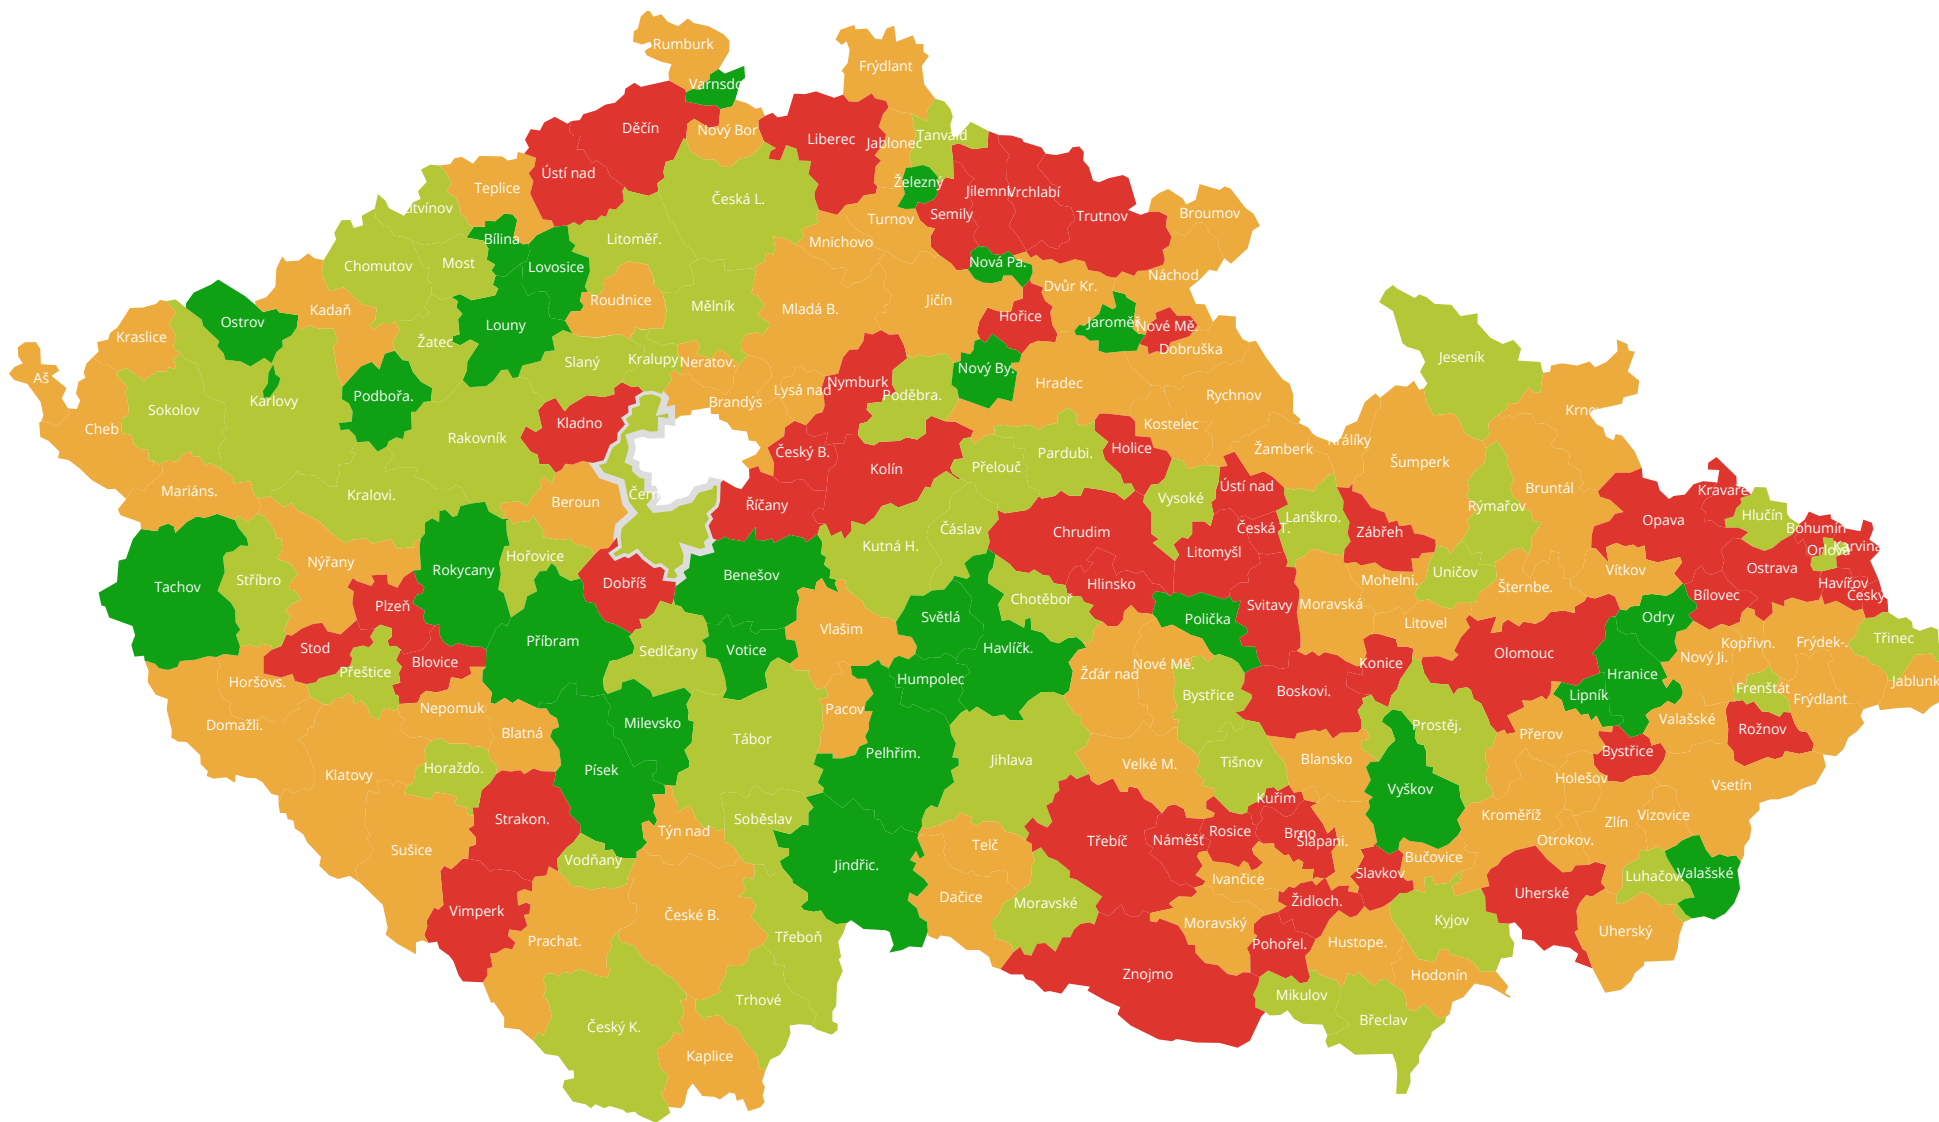 Rumburk
Frýdlant
Varnsdo
Děčín
Nový Bor
Liberec
Jablonec
Tanvald
Ústí nad
Teplice
Železný
Jilemni
Vrchlabí
Česká L.
itvínov
Semily
Trutnov
Broumov
Turnov
Bílina
Litoměř.
Mnichovo
Chomutov
Most
Lovosice
Nová Pa.
Náchod
Dvůr Kr.
Kadaň
Roudnice
Mělník
Mladá B.
Jičín
Ostrov
Louny
Hořice
Jaroměř
Nové Mě.
Kraslice
Žatec
Dobruška
Slaný
Kralupy
Neratov.
Jeseník
Aš
Nový By.
Nymburk
Hradec
Lysá nad
Poděbra.
Podbořa.
Rychnov
Karlovy
Brandýs
Sokolov
Krno
Kladno
Kostelec
Cheb
Rakovník
Králíky
Holice
Žamberk
Český B.
Pardubi.
Přelouč
Kolín
Šumperk
Mariáns.
Kralovi.
Čern
Vysoké
Ústí nad
Bruntál
Kravaře
Beroun
Říčany
Rýmařov
Lanškro.
Hlučín
Opava
Čáslav
Chrudim
Česká T.
Zábřeh
Bohumín
Kutná H.
Litomyšl
Orlová
Karviná
Hořovice
Nýřany
Rokycany
Benešov
Uničov
Vítkov
Ostrava
Stříbro
Dobříš
Hlinsko
Mohelni.
Havířov
Tachov
Šternbe.
Bílovec
Český
Plzeň
Chotěboř
Svitavy
Moravská
Světlá
Polička
Odry
Litovel
Vlašim
Příbram
Kopřivn.
Frýdek-.
Třinec
Stod
Sedlčany
Votice
Havlíčk.
Olomouc
Nový Ji.
Blovice
Konice
Žďár nad
Nové Mě.
Přeštice
Hranice
Humpolec
Jablunk
Horšovs.
Boskovi.
Bystřice
Lipník
Frenštát
Frýdlant
Nepomuk
Pacov
Milevsko
Domažli.
Valašské
Prostěj.
Rožnov
Blatná
Přerov
Tábor
Pelhřim.
Bystřice
Jihlava
Blansko
Tišnov
Velké M.
Horažďo.
Písek
Klatovy
Holešov
Vsetín
Vyškov
Kuřim
Strakon.
Soběslav
Kroměříž
Vizovice
Zlín
Týn nad
Rosice
Brno
Šlapani.
Třebíč
Náměšť
Otrokov.
Telč
Sušice
Bučovice
Vodňany
Jindřic.
Slavkov
Luhačov.
Valašské
Ivančice
Uherské
Dačice
Moravské
Židloch.
Vimperk
České B.
Kyjov
Moravský
Uherský
Třeboň
Prachat.
Hustope.
Pohořel.
Znojmo
Hodonín
Mikulov
Trhové
Břeclav
Český K.
Kaplice